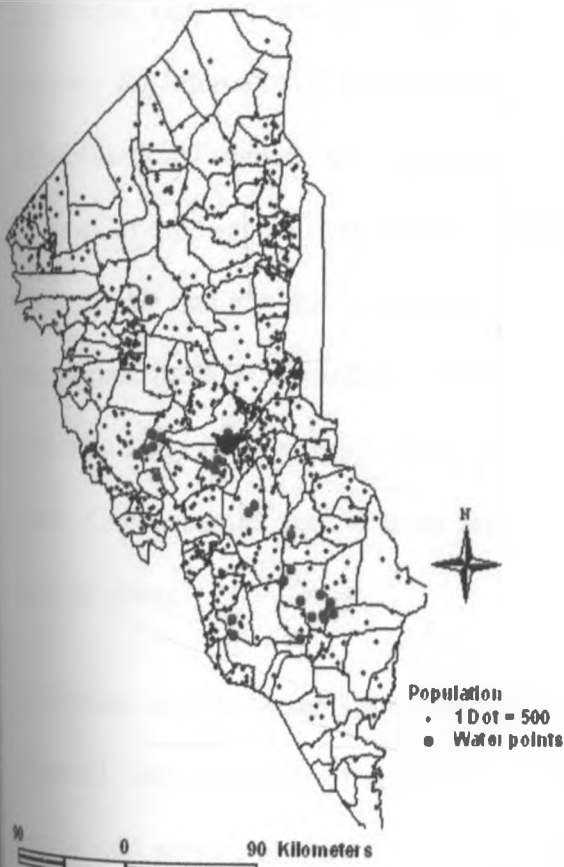 N
Population
1 Dot = 500
Water points
0 90 Kilometers